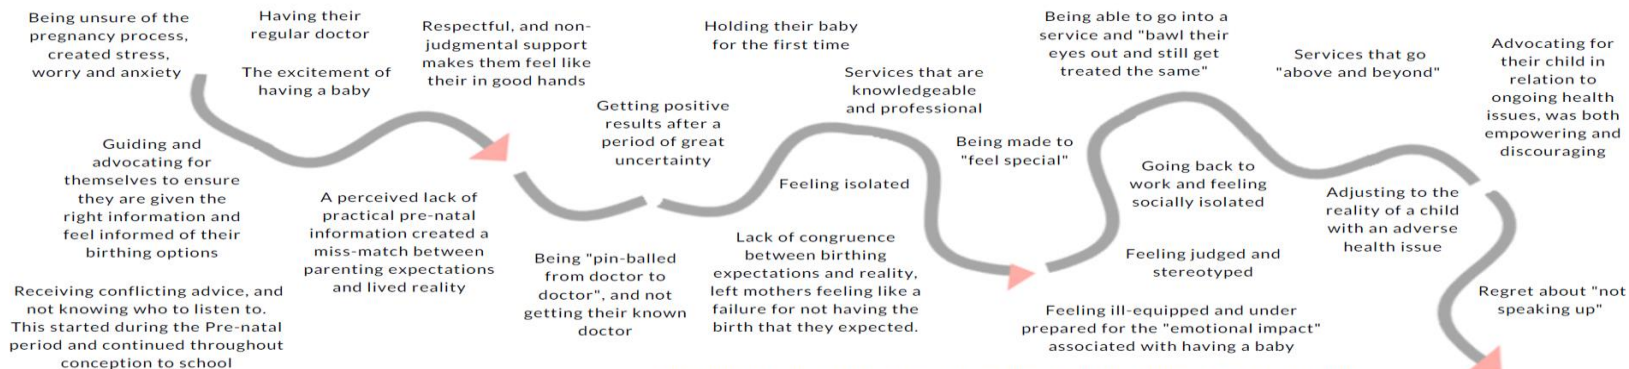 Being unsure of the
pregnancy process,
created stress,
worry and anxiety
Having their
regular doctor
The excitement of
having a baby
Respectful, and non-
judgmental support
makes them feel like
their in good hands
Guiding and
advocating for
themselves to ensure
they are given the
right information and
feel informed of their
birthing options
A perceived lack of
practical pre-natal
information created a
miss-match between
parenting expectations
and lived reality
Receiving conflicting advice, and
not knowing who to listen to.
This started during the Pre-natal
period and continued throughout
conception to school
Getting positive
results after a
period of great
uncertainty
Being "pin-balled
from doctor to
doctor", and not
getting their known
doctor
Holding their baby
for the first time
Services that are
knowledgeable
and professional
Feeling isolated
Being made to
"feel special"
Lack of congruence
between birthing
expectations and reality,
left mothers feeling like a
failure for not having the
birth that they expected.
Being able to go into a
service and "bawl their
eyes out and still get
treated the same"
Services that go
"above and beyond"
Going back to
work and feeling
socially isolated
Feeling judged and
stereotyped
Feeling ill-equipped and under
prepared for the "emotional impact"
associated with having a baby
Adjusting to the
reality of a child
with an adverse
health issue
Advocating for
their child in
relation to
ongoing health
issues, was both
empowering and
discouraging
Regret about "not
speaking up"